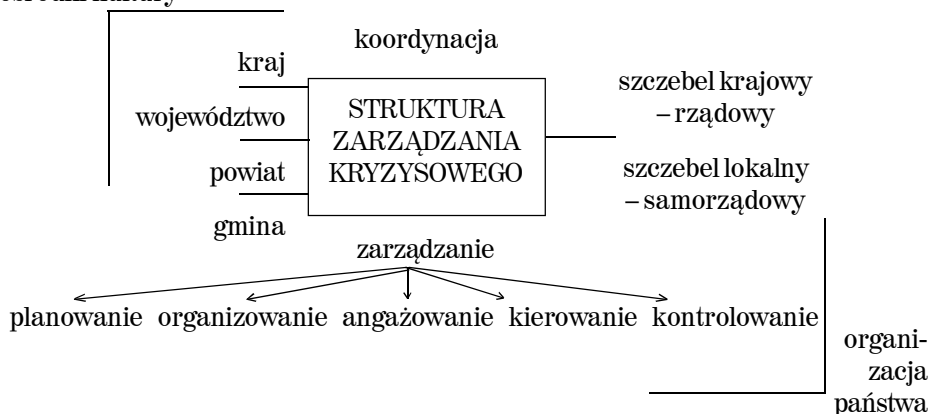 koordynacja
kraj
województwo
powiat
gmina
STRUKTURA
ZARZĄDZANIA
KRYZYSOWEGO
szczebel krajowy
– rządowy
szczebel lokalny
– samorządowy
zarządzanie
planowanie organizowanie angażowanie kierowanie kontrolowanie
organi-
zacja
państwa